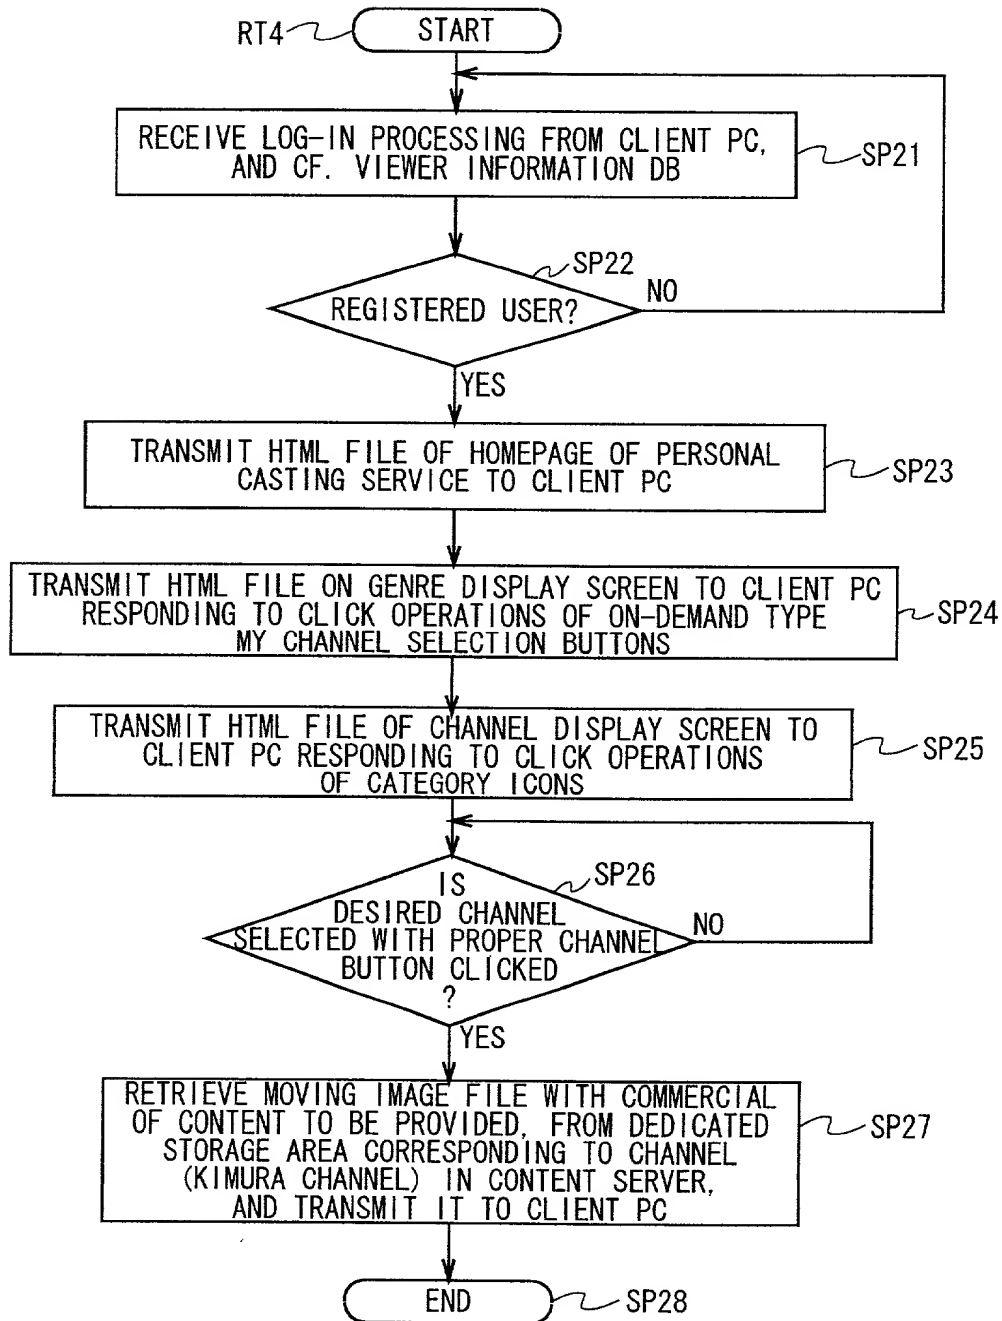 RT4
START
RECEIVE LOG-IN PROCESSING FROM CLIENT PC,
AND CF. VIEWER INFORMATION DB
SP21
SP22
REGISTERED USER?
NO
YES
TRANSMIT HTML FILE OF HOMEPAGE OF PERSONAL
CASTING SERVICE TO CLIENT PC
SP23
TRANSMIT HTML FILE ON GENRE DISPLAY SCREEN TO CLIENT PC
RESPONDING TO CLICK OPERATIONS OF ON-DEMAND TYPE
MY CHANNEL SELECTION BUTTONS
SP24
TRANSMIT HTML FILE OF CHANNEL DISPLAY SCREEN TO
CLIENT PC RESPONDING TO CLICK OPERATIONS
OF CATEGORY ICONS
SP25
SP26
IS
DESIRED CHANNEL
SELECTED WITH PROPER CHANNEL
BUTTON CLICKED
?
NO
YES
RETRIEVE MOVING IMAGE FILE WITH COMMERCIAL
OF CONTENT TO BE PROVIDED, FROM DEDICATED
STORAGE AREA CORRESPONDING TO CHANNEL
(KIMURA CHANNEL) IN CONTENT SERVER,
AND TRANSMIT IT TO CLIENT PC
SP27
END
SP28